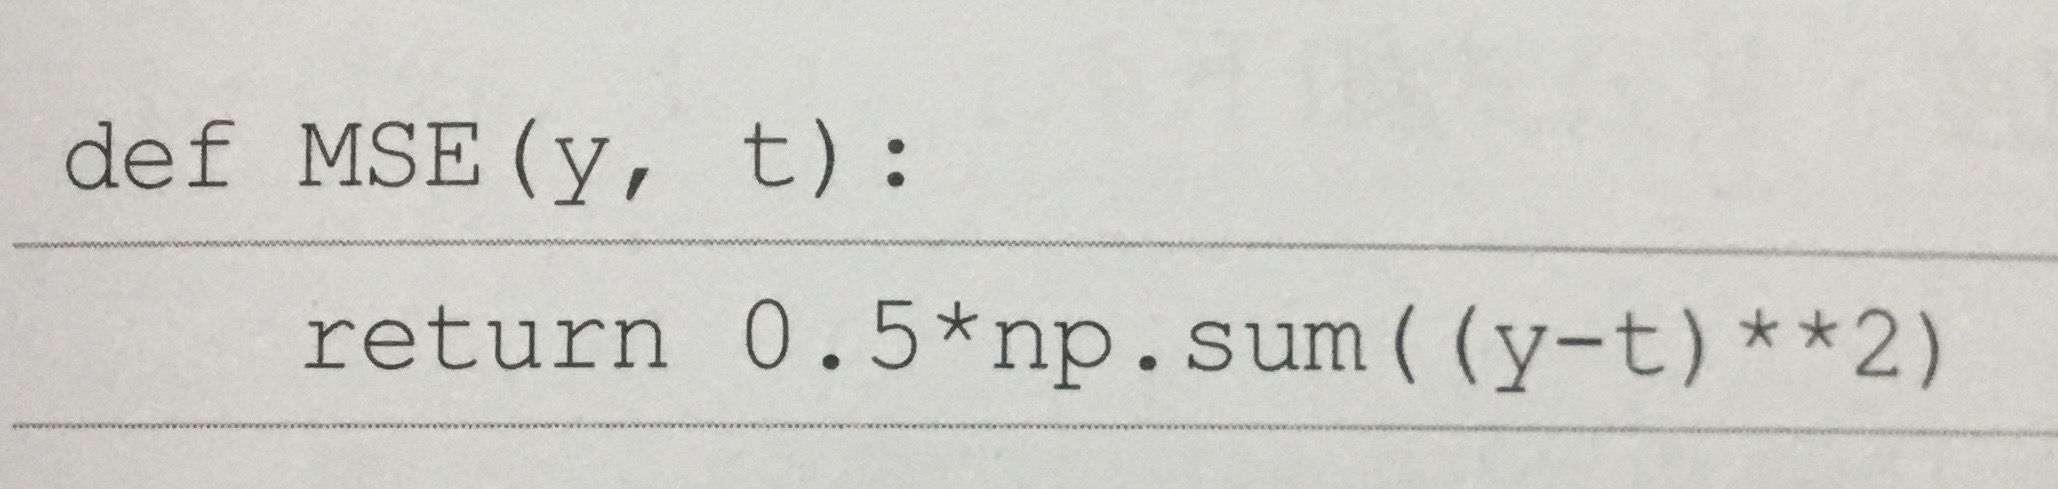 def MSE(y, t):
    return 0.5*np.sum((y-t)**2)